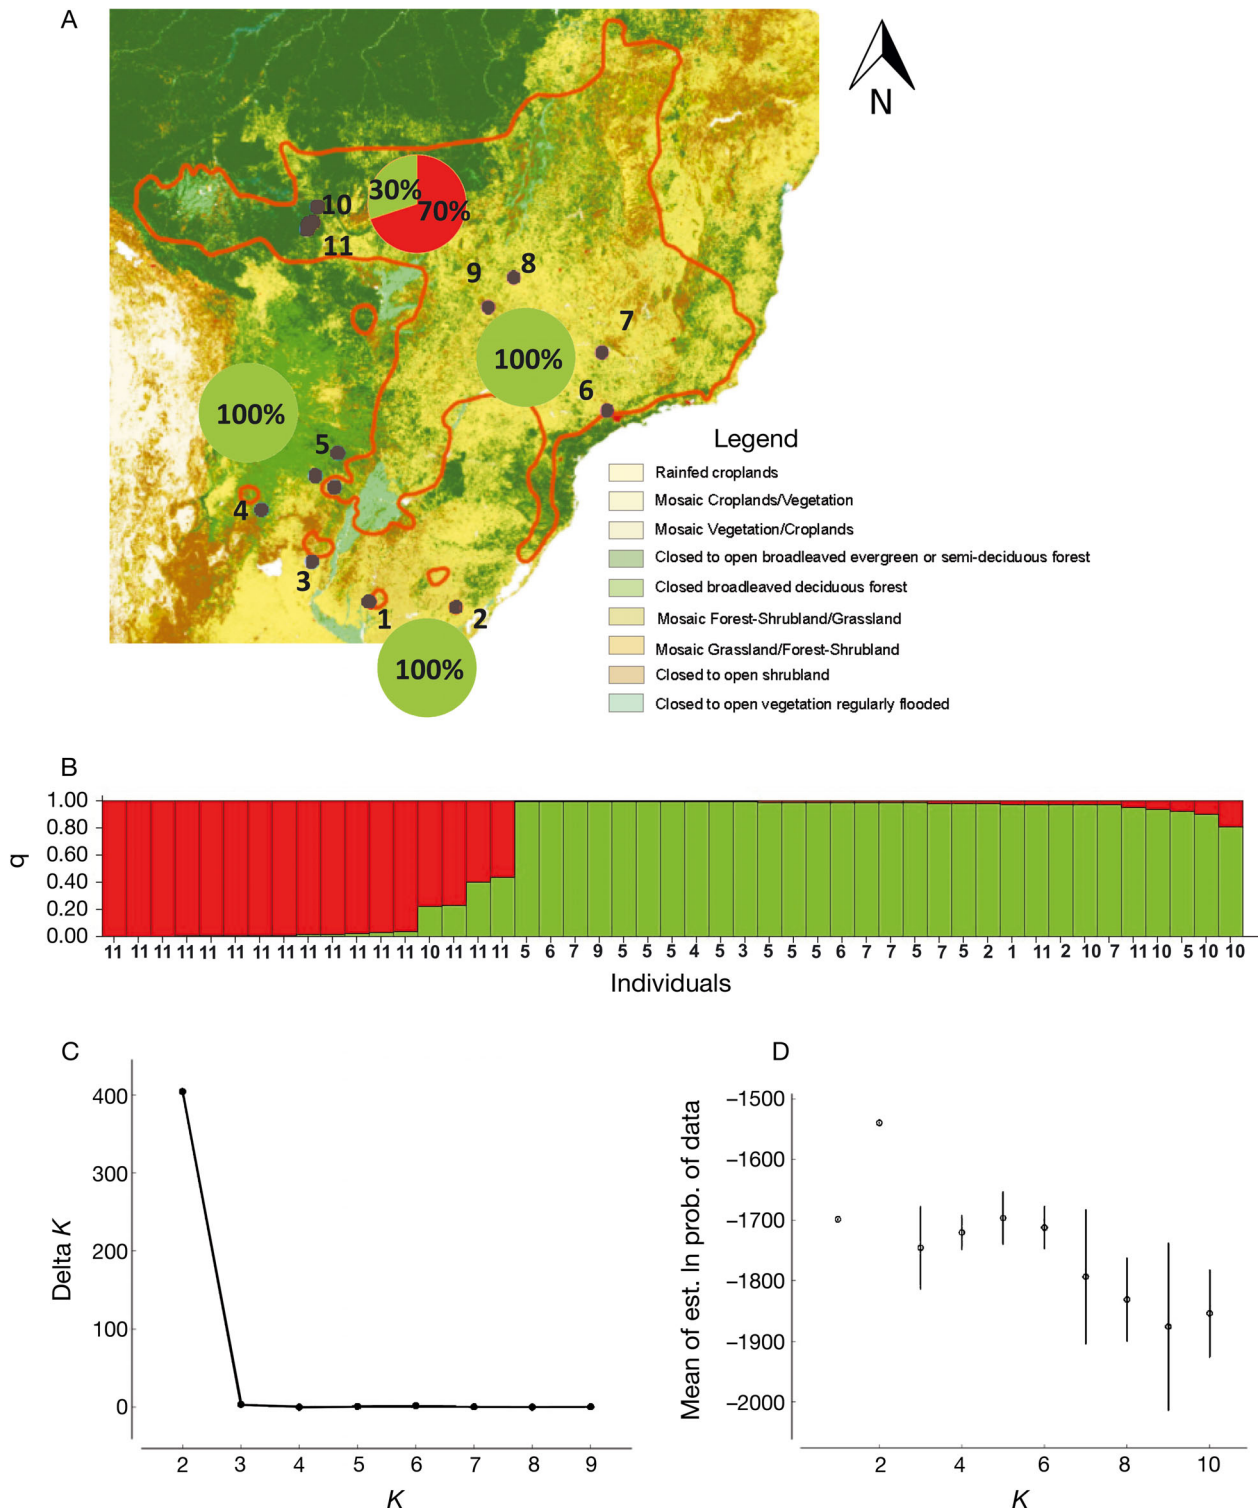 A
N
10
11
30%
70%
9
8
7
6
100%
100%
5
4
3
1
2
100%
Legend
Rainfed croplands
Mosaic Croplands/Vegetation
Mosaic Vegetation/Croplands
Closed to open broadleaved evergreen or semi-deciduous forest
Closed broadleaved deciduous forest
Mosaic Forest-Shrubland/Grassland
Mosaic Grassland/Forest-Shrubland
Closed to open shrubland
Closed to open vegetation regularly flooded
B
q
1.00
0.80
0.60
0.40
0.20
0.00
11 11 11 11 11 11 11 11 11 11 11 11 11 10 11 11 11 5 6 7 9 5 5 5 4 5 3 5 5 5 6 7 7 5 7 5 2 1 11 2 10 7 11 10 5 10 10
Individuals
C
Delta K
400
300
200
100
0
2 3 4 5 6 7 8 9
K
D
Mean of est. ln prob. of data
−1500
−1600
−1700
−1800
−1900
−2000
2 4 6 8 10
K